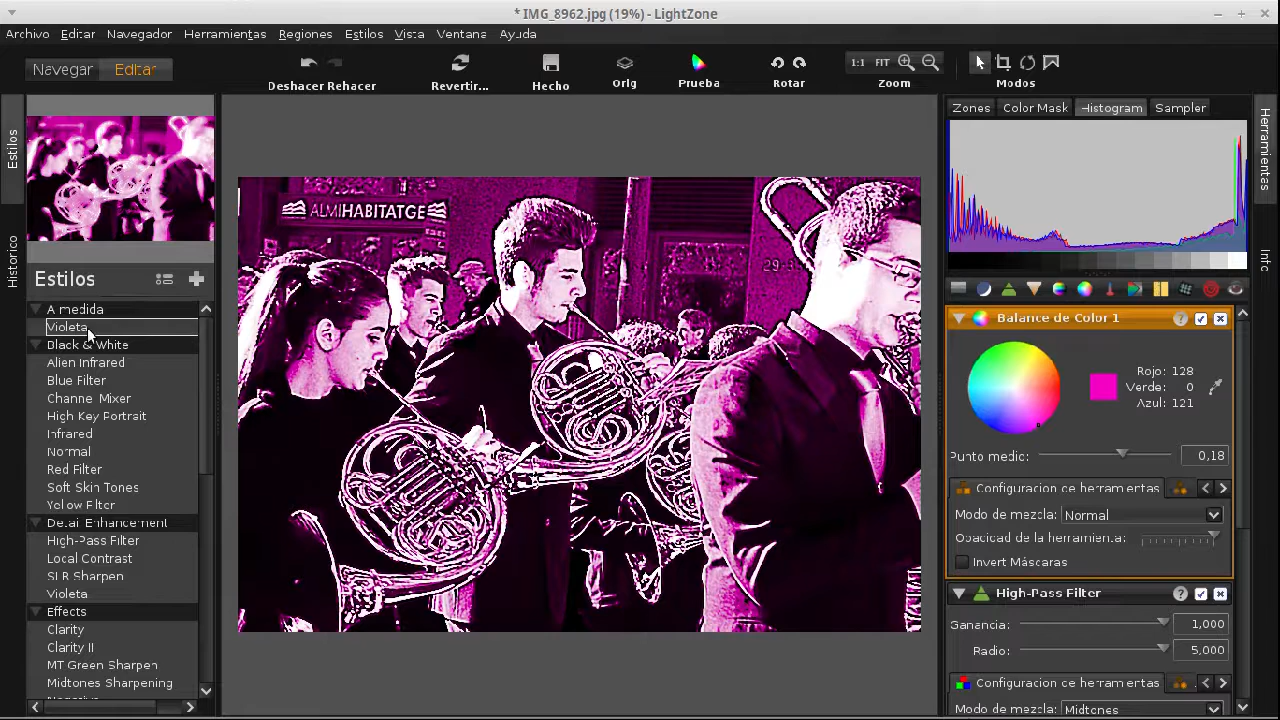 * IMG_8962.jpg (19%) - LightZone
Archivo Editar Navegador Herramientas Regiones Estilos Vista Ventana Ayuda
Navegar Editar
Deshacer Rehacer Revertir... Hecho Orig Prueba Rotar 1:1 FIT Zoom Modos
Estilos
Historico
Estilos
A medida
Violeta
Black & White
Alien Infrared
Blue Filter
Channel Mixer
High Key Portrait
Infrared
Normal
Red Filter
Soft Skin Tones
Yellow Filter
Detail Enhancement
High-Pass Filter
Local Contrast
SLR Sharpen
Violeta
Effects
Clarity
Clarity II
MT Green Sharpen
Midtones Sharpening
Negative
ALMIHABITATGE
Zones Color Mask Histogram Sampler
Herramientas
Info
Balance de Color 1
Rojo: 128
Verde: 0
Azul: 121
Punto medio: 0,18
Configuracion de herramientas
Modo de mezcla: Normal
Opacidad de la herramienta:
Invert Máscaras
High-Pass Filter
Ganancia: 1,000
Radio: 5,000
Configuracion de herramientas
Modo de mezcla: Midtones